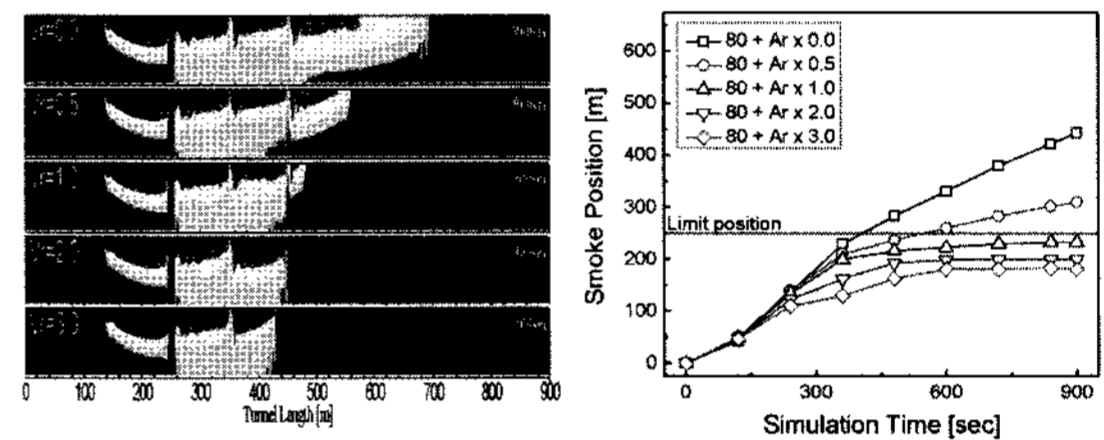 0 100 200 300 400 500 600 700 800 900
Tunnel Length [m]
Smoke Position [m]
600
500
400
300
200
100
0
80 + Ar x 0.0
80 + Ar x 0.5
80 + Ar x 1.0
80 + Ar x 2.0
80 + Ar x 3.0
Limit position
0 300 600 900
Simulation Time [sec]